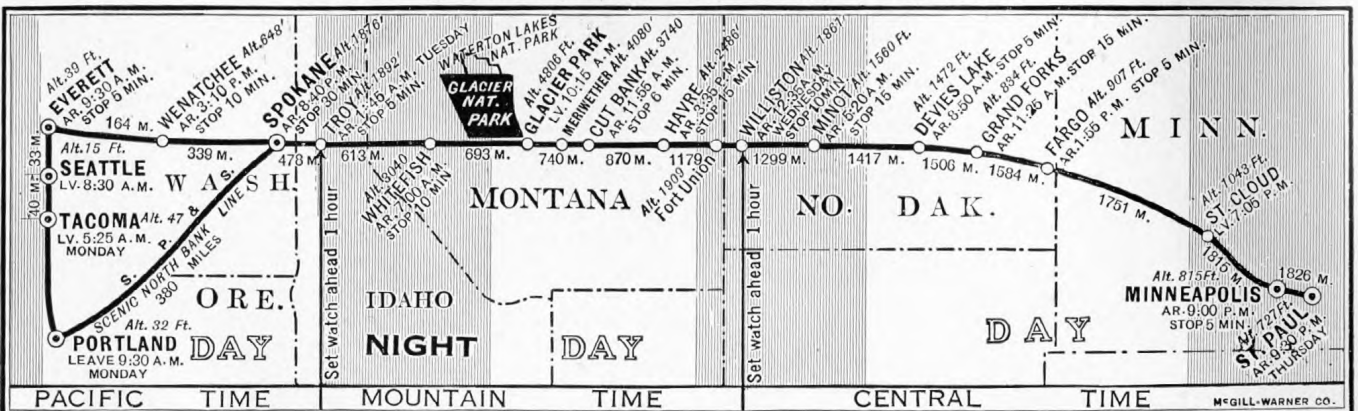 Alt. 39 Ft.
EVERETT
AR. 9:30 A.M.
STOP 5 MIN.
164 M.
WENATCHEE Alt. 648'
AR. 3:10 P.M.
STOP 10 MIN.
339 M.
SPOKANE Alt. 1876'
AR. 8:40 P.M.
STOP 30 MIN.
478 M.
TROY Alt. 1892'
AR. 1:48 A.M. TUESDAY
STOP 5 MIN.
613 M.
WATERTON LAKES
NAT. PARK
GLACIER
NAT.
PARK
Alt. 3040
WHITEFISH
AR. 7:00 A.M.
STOP 10 MIN
693 M.
Alt. 4806 Ft.
GLACIER PARK
LV. 10:15 A.M.
740 M.
MERIWETHER Alt. 4080'
CUT BANK Alt. 3740
AR. 11:55 A.M.
STOP 6 MIN.
870 M.
HAVRE Alt. 2486'
AR. 3:35 P.M.
STOP 15 MIN.
1179 M.
Alt. 1909'
Fort Union
WILLISTON Alt. 1861'
AR. 12:35 A.M.
WEDNESDAY
STOP 10 MIN.
1299 M.
MINOT Alt. 1560 Ft.
AR. 5:20 A.M.
STOP 15 MIN.
1417 M.
Alt. 1472 Ft.
DEVILS LAKE
AR. 8:50 A.M. STOP 5 MIN.
1506 M.
Alt. 834 Ft.
GRAND FORKS
AR. 11:25 A.M. STOP 15 MIN.
1584 M.
FARGO Alt. 907 Ft.
AR. 1:55 P.M. STOP 5 MIN.
1751 M.
Alt. 1043 Ft.
ST. CLOUD
LV. 7:05 P.M.
1815 M.
Alt. 815 Ft.
MINNEAPOLIS
AR. 9:00 P.M.
STOP 5 MIN.
1826 M.
Alt. 727 Ft.
ST. PAUL
AR. 9:30 P.M.
THURSDAY
33 M.
Alt. 15 Ft.
SEATTLE
LV. 8:30 A.M.
40 M.
TACOMA Alt. 47
LV. 5:25 A.M.
MONDAY
S. P. & S.
SCENIC NORTH BANK LINE
380 MILES
Alt. 32 Ft.
PORTLAND
LEAVE 9:30 A.M.
MONDAY
WASH.
ORE.
IDAHO
MONTANA
NO. DAK.
MINN.
DAY
NIGHT
DAY
DAY
Set watch ahead 1 hour
Set watch ahead 1 hour
PACIFIC TIME
MOUNTAIN TIME
CENTRAL TIME
McGILL-WARNER CO.